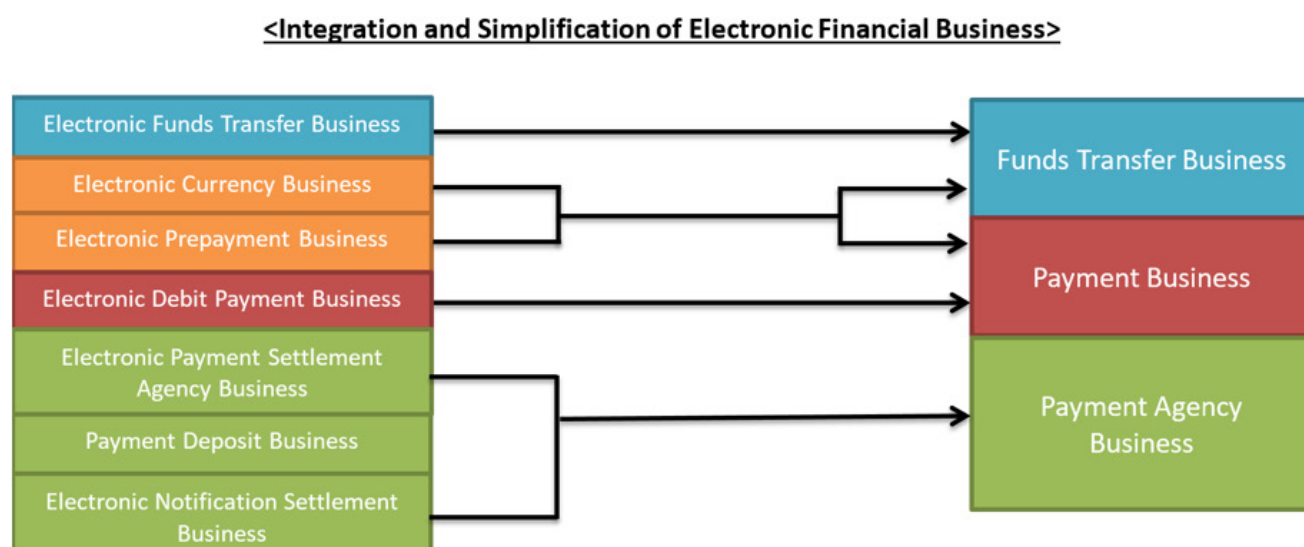 <Integration and Simplification of Electronic Financial Business>
Electronic Funds Transfer Business
Electronic Currency Business
Electronic Prepayment Business
Electronic Debit Payment Business
Electronic Payment Settlement
Agency Business
Payment Deposit Business
Electronic Notification Settlement
Business
Funds Transfer Business
Payment Business
Payment Agency
Business